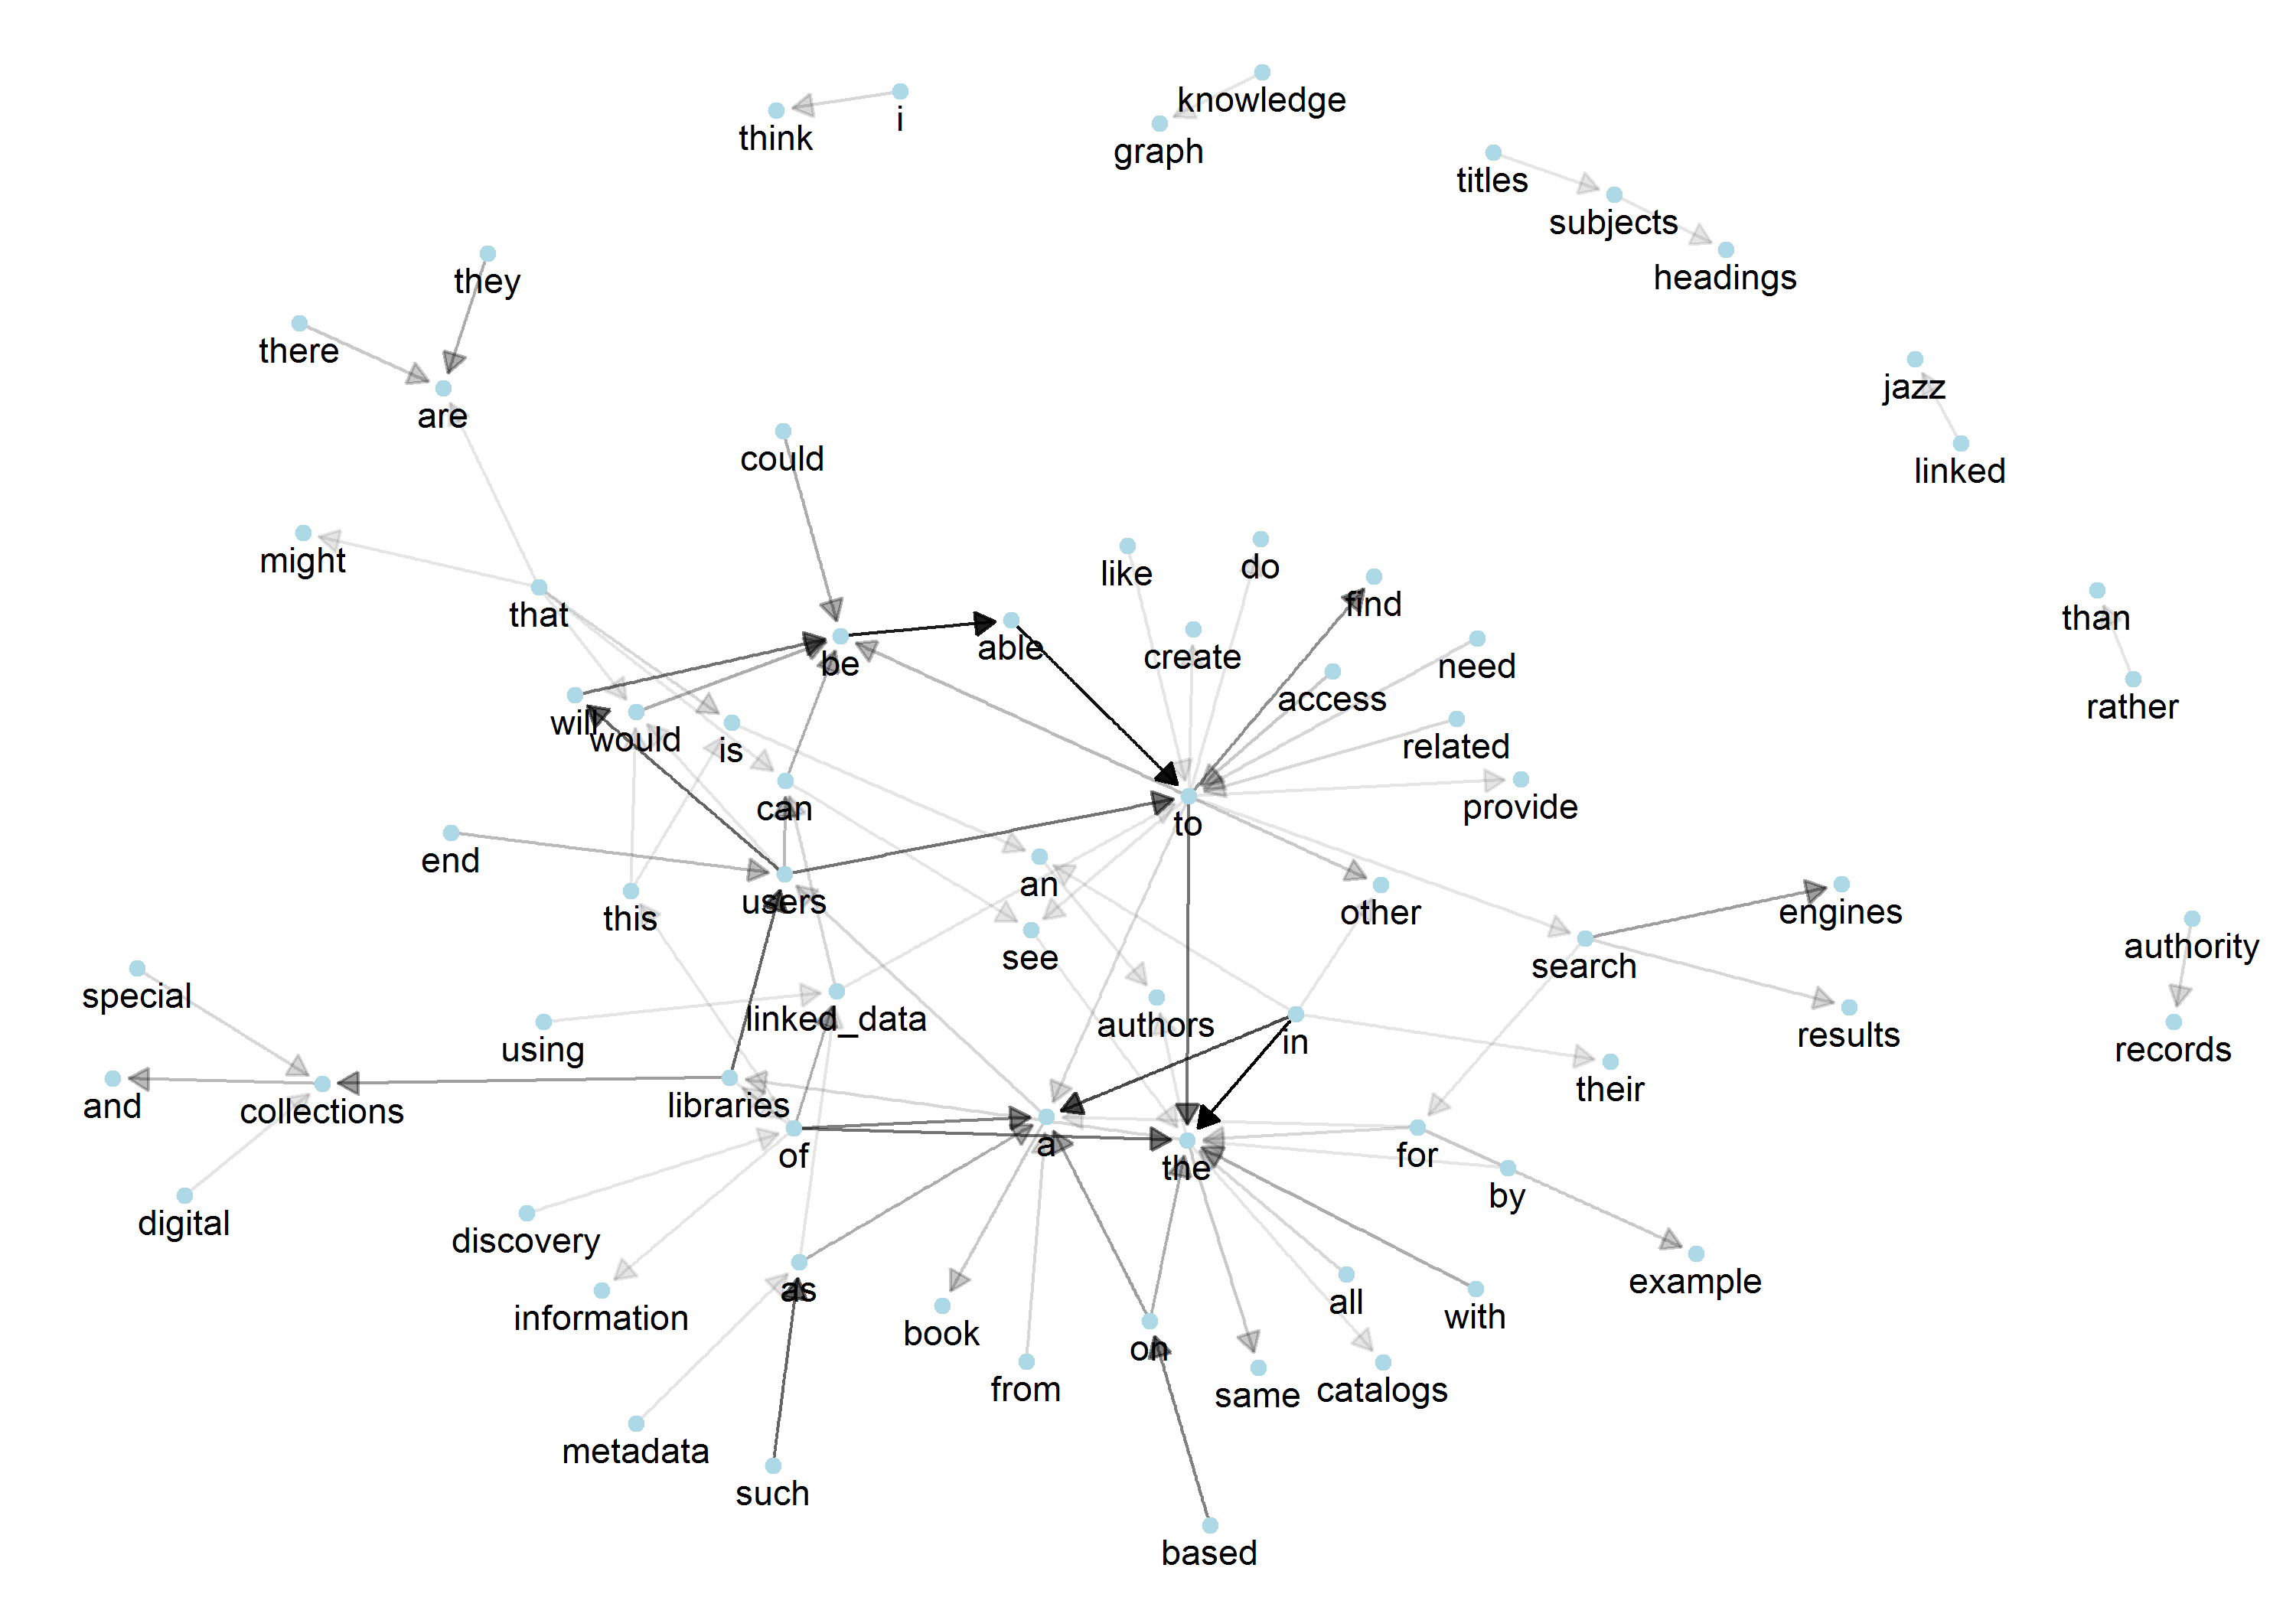 knowledge
i
think
graph
titles
subjects
headings
they
there
jazz
are
could
linked
might
like
do
that
find
than
be
able
create
need
access
rather
will
would
is
related
can
provide
to
end
an
users
other
engines
this
authority
see
search
special
linked_data
authors
in
results
using
records
their
and
collections
libraries
a
of
the
for
by
digital
discovery
example
as
information
all
with
book
on
from
same
catalogs
metadata
such
based